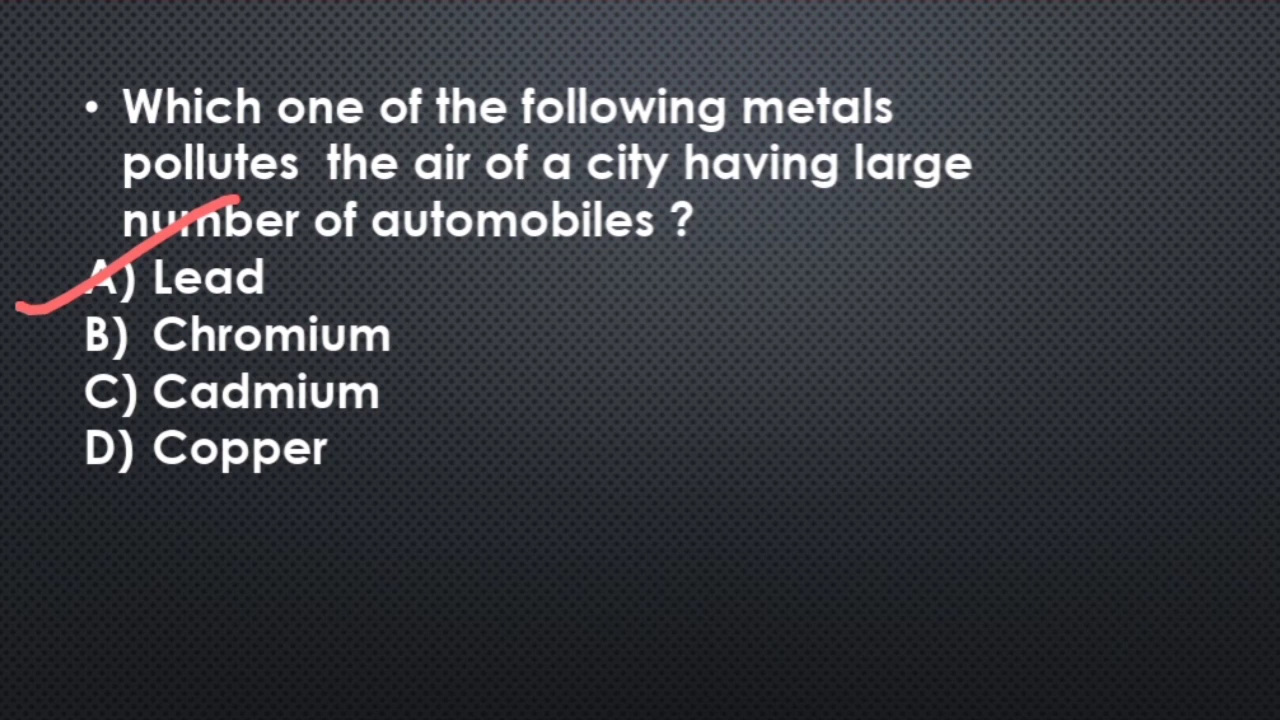 • Which one of the following metals
pollutes the air of a city having large
number of automobiles ?
A) Lead
B) Chromium
C) Cadmium
D) Copper